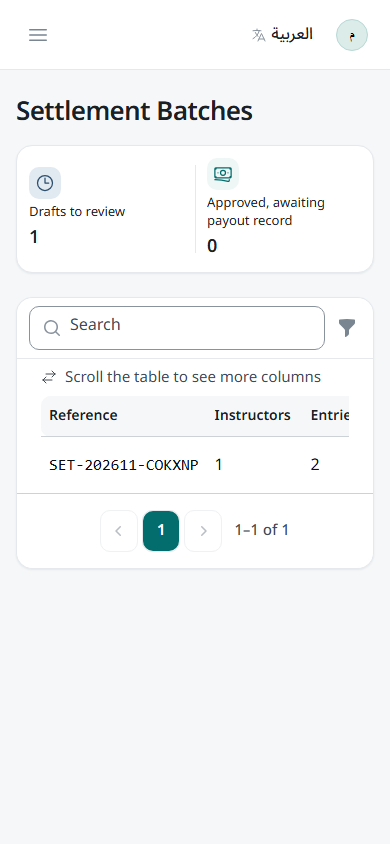 العربية
م
Settlement Batches
Drafts to review
1
Approved, awaiting
payout record
0
Search
Scroll the table to see more columns
Reference Instructors Entrie
SET-202611-COKXNP 1 2
1 1–1 of 1